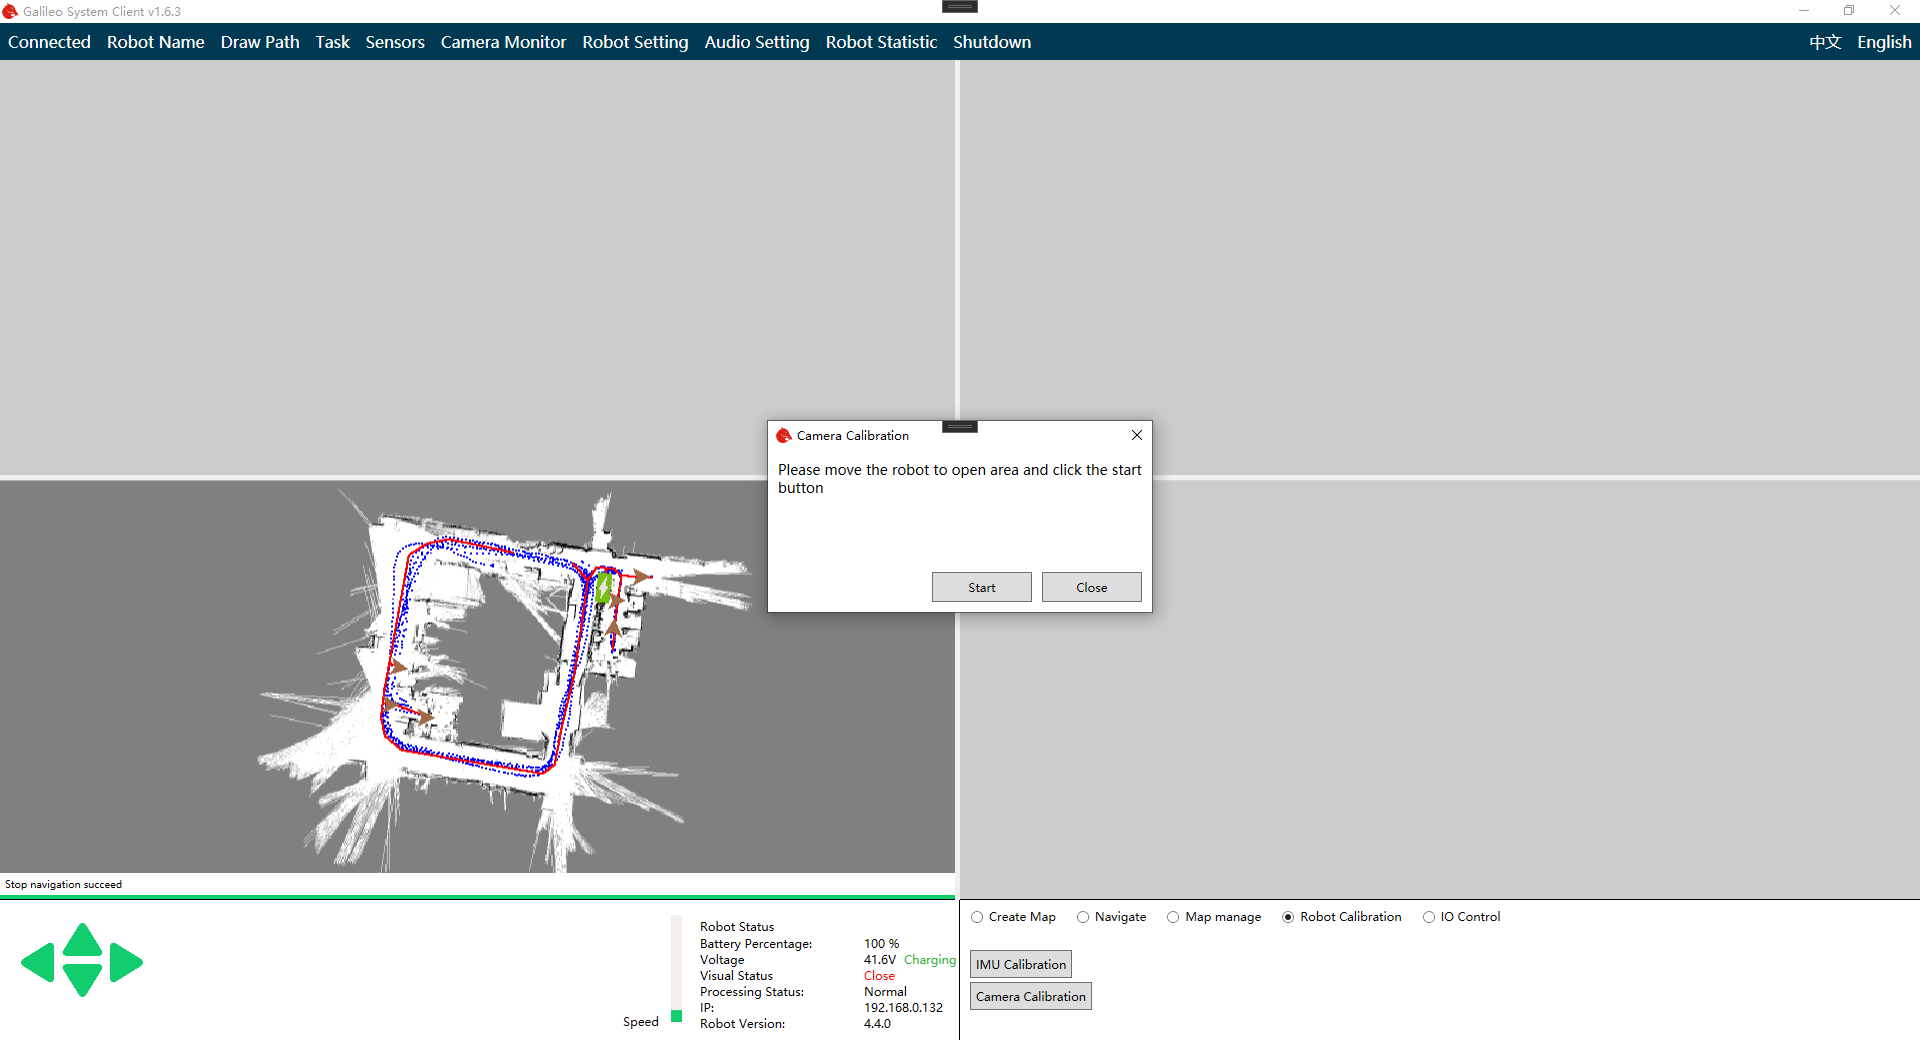 Galileo System Client v1.6.3
Connected Robot Name Draw Path Task Sensors Camera Monitor Robot Setting Audio Setting Robot Statistic Shutdown 中文 English
Camera Calibration
Please move the robot to open area and click the start
button
Start Close
Stop navigation succeed
Speed
Robot Status
Battery Percentage: 100 %
Voltage 41.6V Charging
Visual Status Close
Processing Status: Normal
IP: 192.168.0.132
Robot Version: 4.4.0
Create Map Navigate Map manage Robot Calibration IO Control
IMU Calibration
Camera Calibration